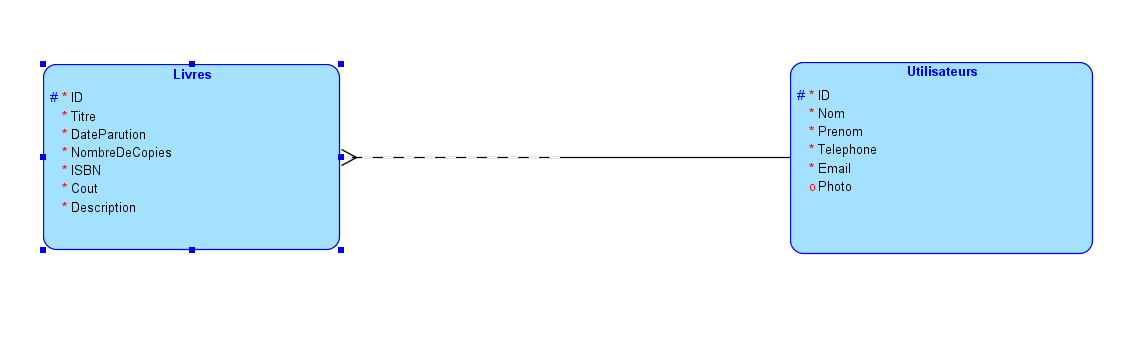 Livres
# * ID
* Titre
* DateParution
* NombreDeCopies
* ISBN
* Cout
* Description
Utilisateurs
# * ID
* Nom
* Prenom
* Telephone
* Email
o Photo